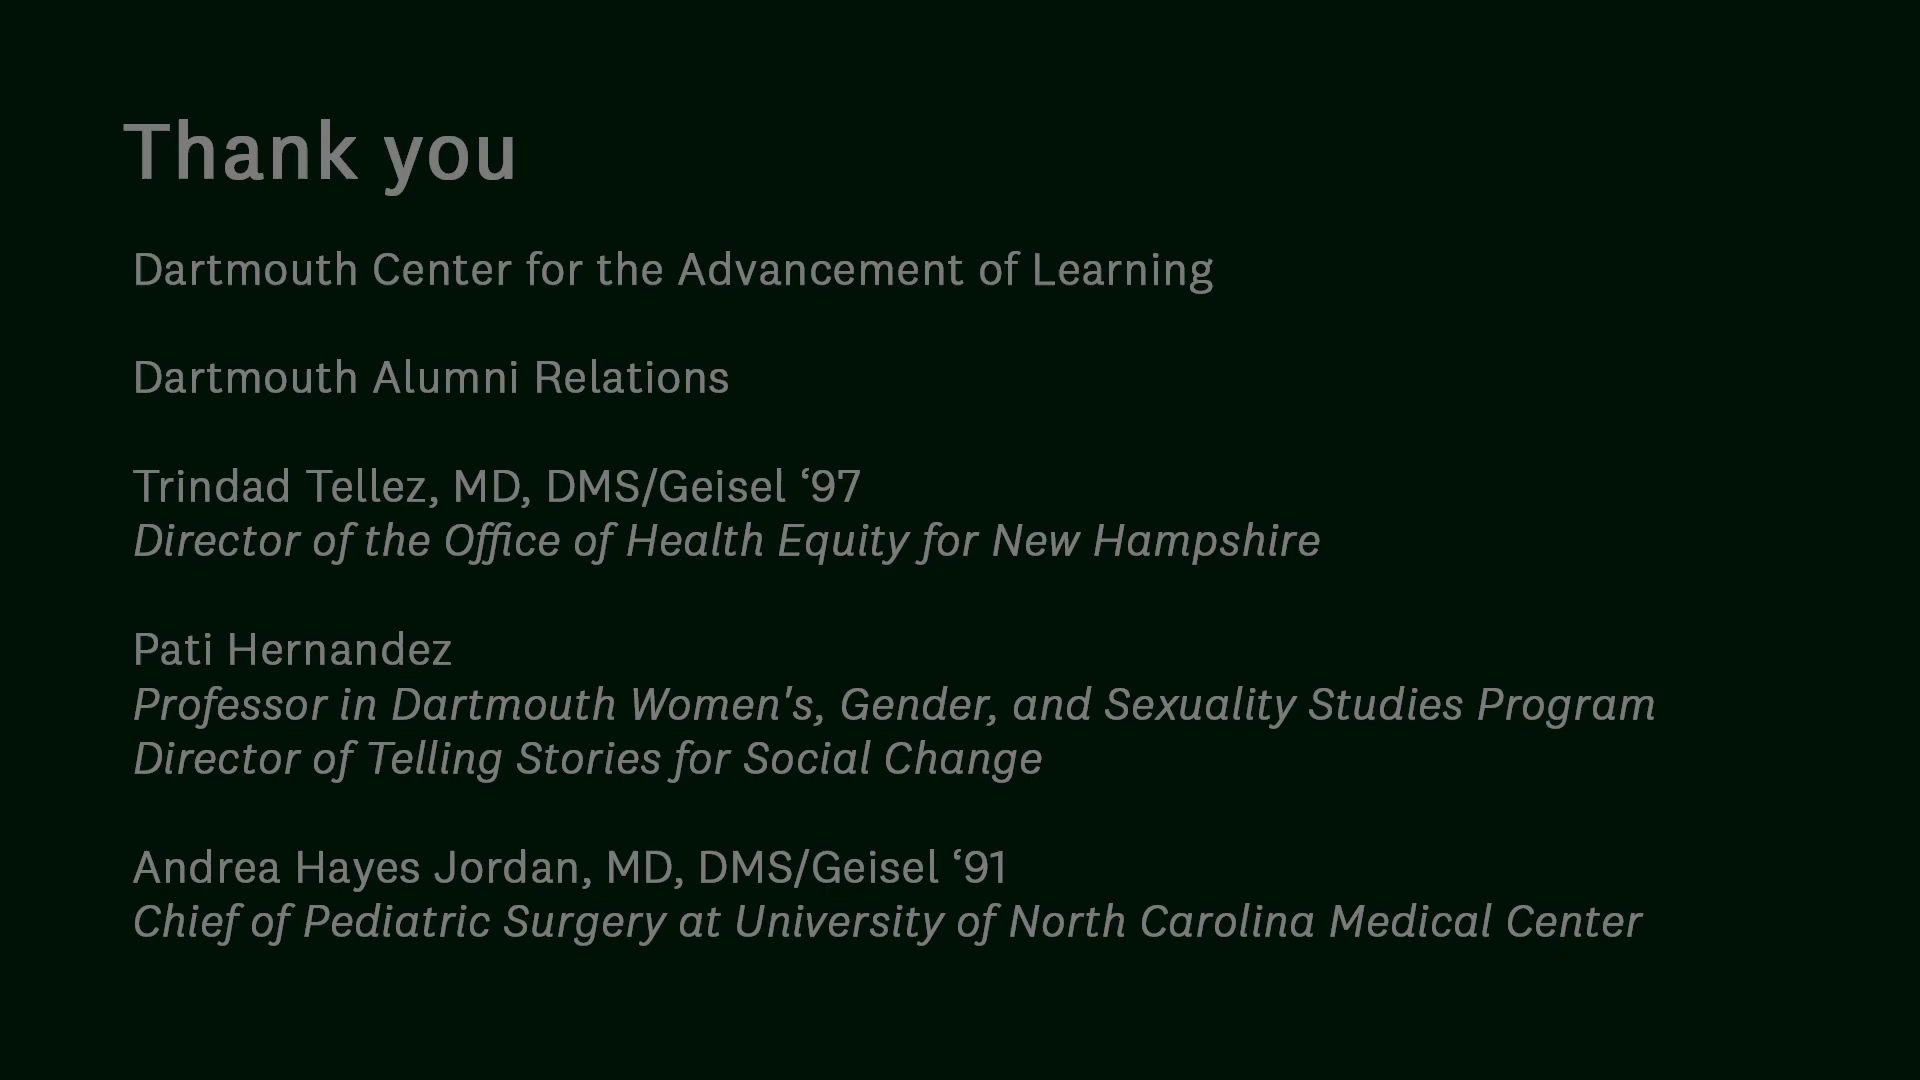 Thank you
Dartmouth Center for the Advancement of Learning
Dartmouth Alumni Relations
Trindad Tellez, MD, DMS/Geisel ‘97
Director of the Office of Health Equity for New Hampshire
Pati Hernandez
Professor in Dartmouth Women's, Gender, and Sexuality Studies Program
Director of Telling Stories for Social Change
Andrea Hayes Jordan, MD, DMS/Geisel ‘91
Chief of Pediatric Surgery at University of North Carolina Medical Center